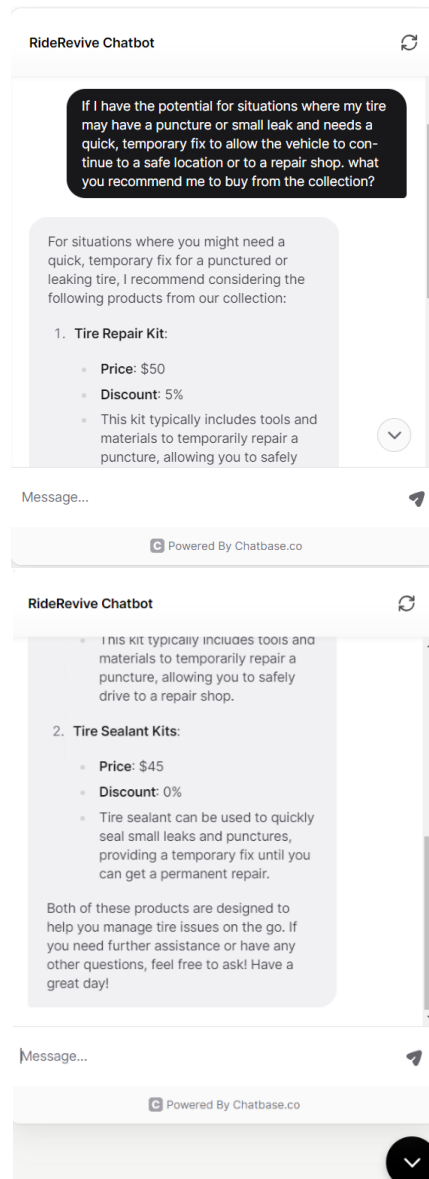 RideRevive Chatbot
If I have the potential for situations where my tire
may have a puncture or small leak and needs a
quick, temporary fix to allow the vehicle to con-
tinue to a safe location or to a repair shop. what
you recommend me to buy from the collection?
For situations where you might need a
quick, temporary fix for a punctured or
leaking tire, I recommend considering the
following products from our collection:
1. Tire Repair Kit:
Price: $50
Discount: 5%
This kit typically includes tools and
materials to temporarily repair a
puncture, allowing you to safely
Message...
C Powered By Chatbase.co
RideRevive Chatbot
This kit typically includes tools and
materials to temporarily repair a
puncture, allowing you to safely
drive to a repair shop.
2. Tire Sealant Kits:
Price: $45
Discount: 0%
Tire sealant can be used to quickly
seal small leaks and punctures,
providing a temporary fix until you
can get a permanent repair.
Both of these products are designed to
help you manage tire issues on the go. If
you need further assistance or have any
other questions, feel free to ask! Have a
great day!
Message...
C Powered By Chatbase.co